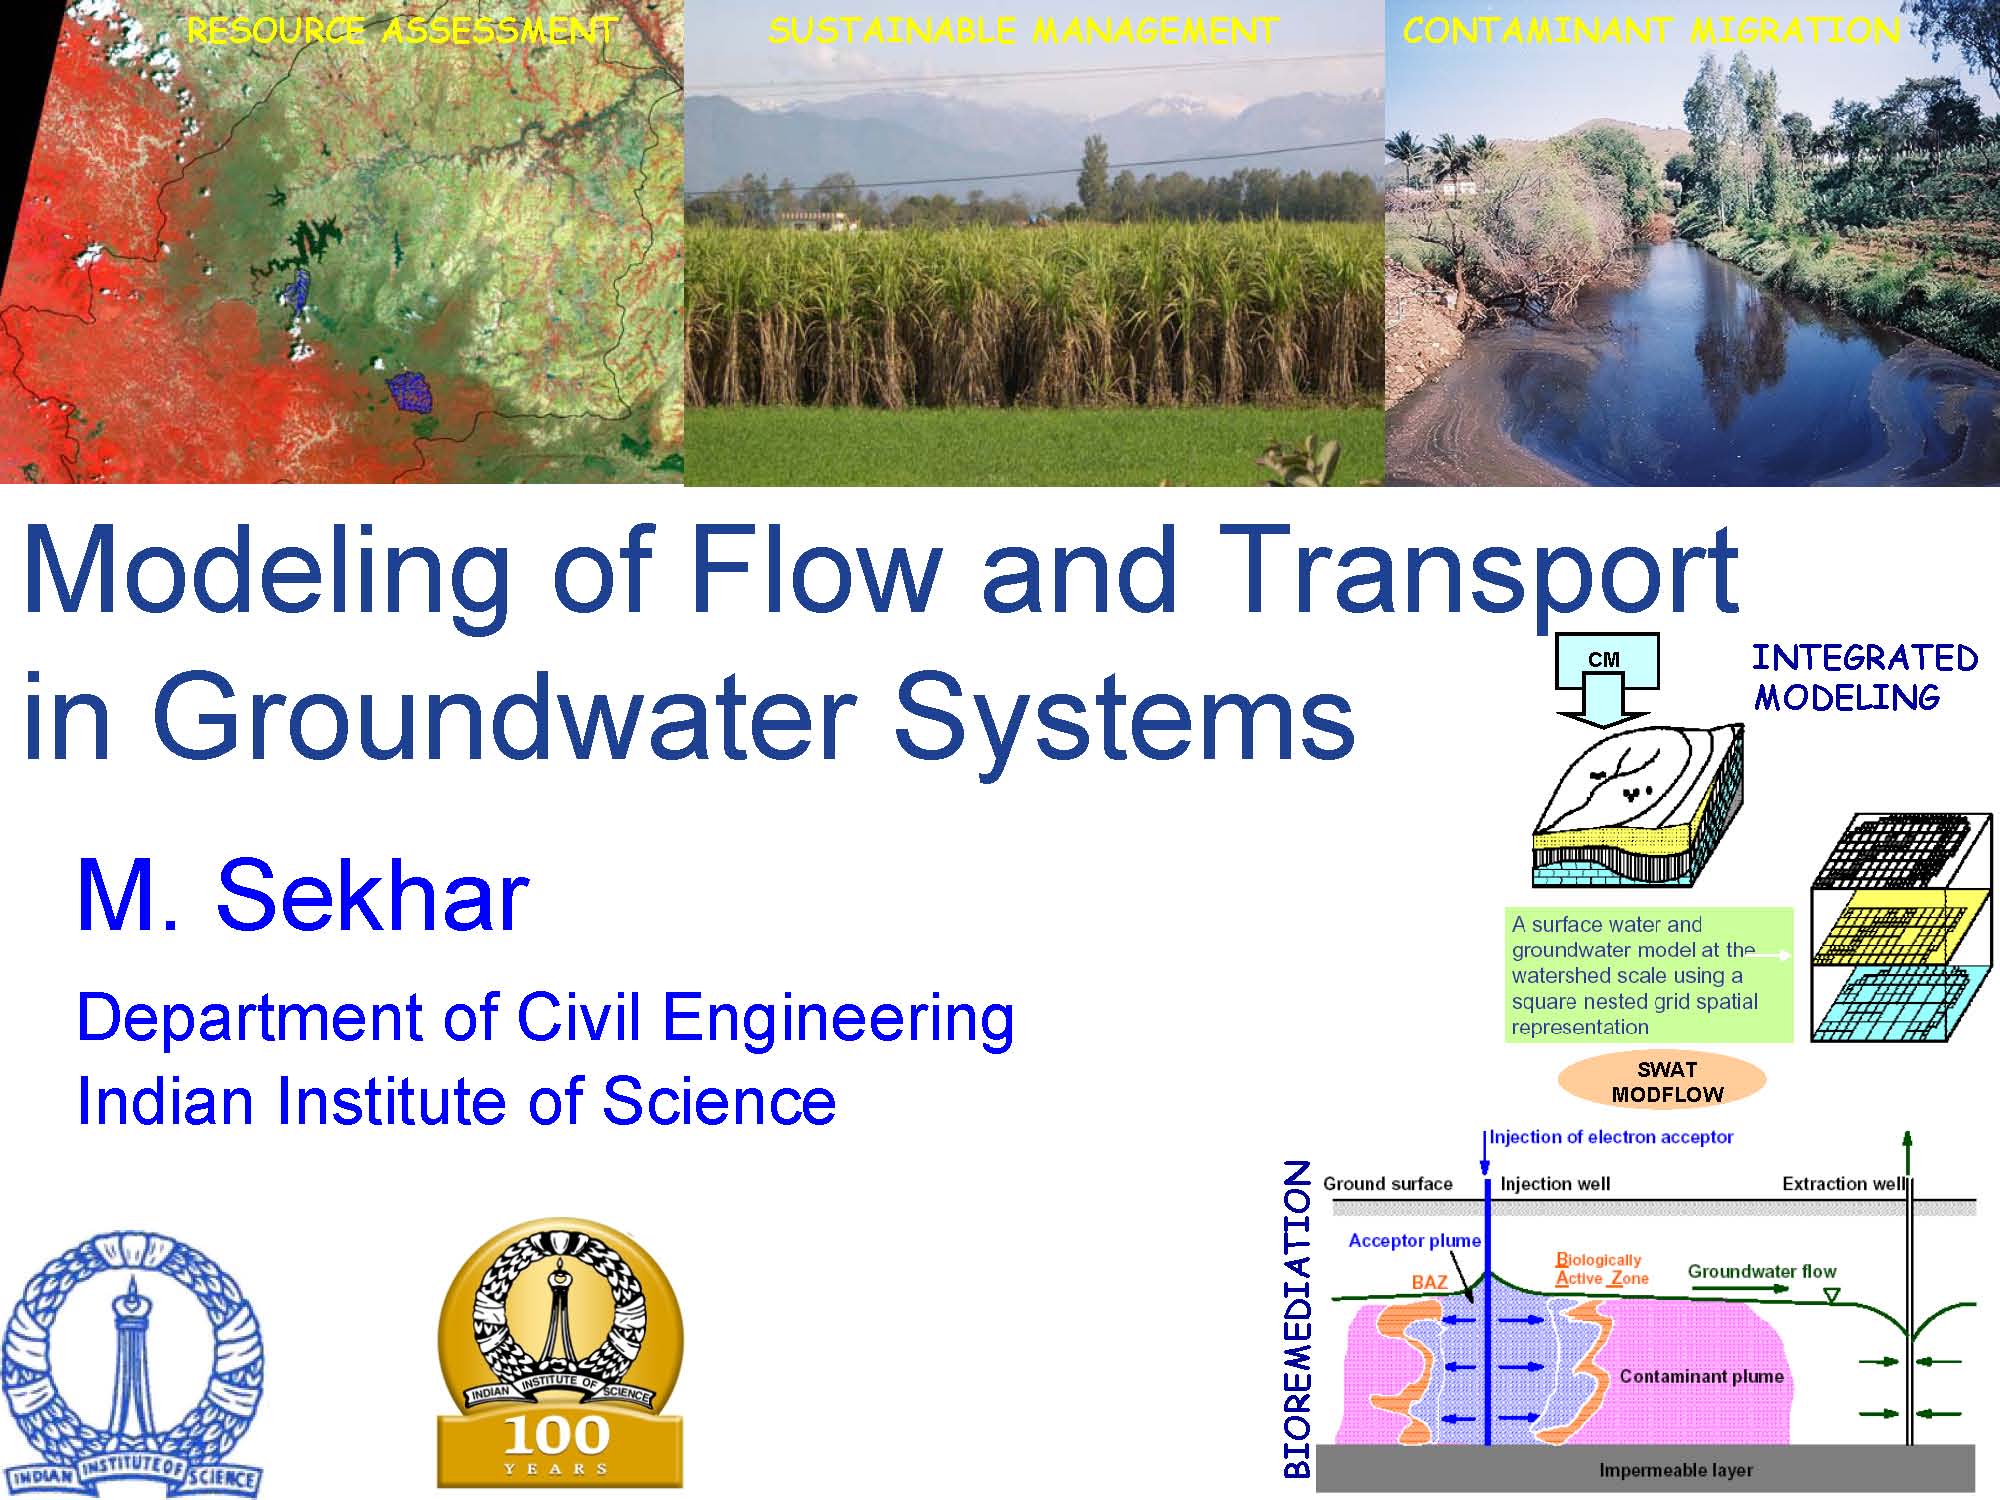 RESOURCE ASSESSMENT
SUSTAINABLE MANAGEMENT
CONTAMINANT MIGRATION
Modeling of Flow and Transport
in Groundwater Systems
CM
INTEGRATED
MODELING
M. Sekhar
Department of Civil Engineering
Indian Institute of Science
A surface water and
groundwater model at the
watershed scale using a
square nested grid spatial
representation
SWAT
MODFLOW
BIOREMEDIATION
Injection of electron acceptor
Ground surface
Injection well
Extraction well
Acceptor plume
BAZ
Biologically
Active Zone
Groundwater flow
Contaminant plume
Impermeable layer
INDIAN INSTITUTE OF SCIENCE
INDIAN INSTITUTE OF SCIENCE
100
YEARS